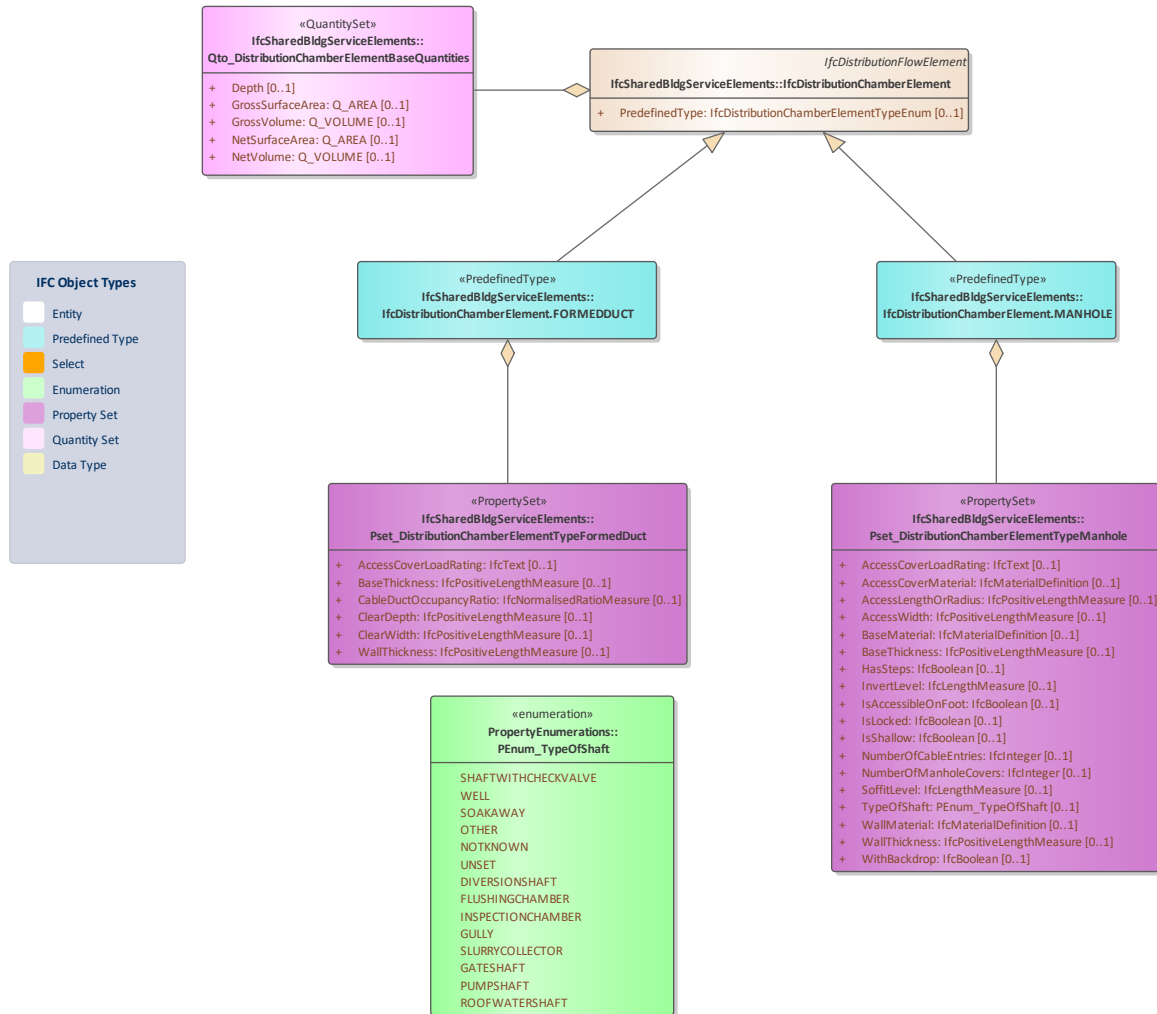 «QuantitySet»
IfcSharedBldgServiceElements::
Qto_DistributionChamberElementBaseQuantities
+ Depth [0..1]
+ GrossSurfaceArea: Q_AREA [0..1]
+ GrossVolume: Q_VOLUME [0..1]
+ NetSurfaceArea: Q_AREA [0..1]
+ NetVolume: Q_VOLUME [0..1]
IfcDistributionFlowElement
IfcSharedBldgServiceElements::IfcDistributionChamberElement
+ PredefinedType: IfcDistributionChamberElementTypeEnum [0..1]
IFC Object Types
Entity
Predefined Type
Select
Enumeration
Property Set
Quantity Set
Data Type
«PredefinedType»
IfcSharedBldgServiceElements::
IfcDistributionChamberElement.FORMEDDUCT
«PredefinedType»
IfcSharedBldgServiceElements::
IfcDistributionChamberElement.MANHOLE
«PropertySet»
IfcSharedBldgServiceElements::
Pset_DistributionChamberElementTypeFormedDuct
+ AccessCoverLoadRating: IfcText [0..1]
+ BaseThickness: IfcPositiveLengthMeasure [0..1]
+ CableDuctOccupancyRatio: IfcNormalisedRatioMeasure [0..1]
+ ClearDepth: IfcPositiveLengthMeasure [0..1]
+ ClearWidth: IfcPositiveLengthMeasure [0..1]
+ WallThickness: IfcPositiveLengthMeasure [0..1]
«PropertySet»
IfcSharedBldgServiceElements::
Pset_DistributionChamberElementTypeManhole
+ AccessCoverLoadRating: IfcText [0..1]
+ AccessCoverMaterial: IfcMaterialDefinition [0..1]
+ AccessLengthOrRadius: IfcPositiveLengthMeasure [0..1]
+ AccessWidth: IfcPositiveLengthMeasure [0..1]
+ BaseMaterial: IfcMaterialDefinition [0..1]
+ BaseThickness: IfcPositiveLengthMeasure [0..1]
+ HasSteps: IfcBoolean [0..1]
+ InvertLevel: IfcLengthMeasure [0..1]
+ IsAccessibleOnFoot: IfcBoolean [0..1]
+ IsLocked: IfcBoolean [0..1]
+ IsShallow: IfcBoolean [0..1]
+ NumberOfCableEntries: IfcInteger [0..1]
+ NumberOfManholeCovers: IfcInteger [0..1]
+ SoffitLevel: IfcLengthMeasure [0..1]
+ TypeOfShaft: PEnum_TypeOfShaft [0..1]
+ WallMaterial: IfcMaterialDefinition [0..1]
+ WallThickness: IfcPositiveLengthMeasure [0..1]
+ WithBackdrop: IfcBoolean [0..1]
«enumeration»
PropertyEnumerations::
PEnum_TypeOfShaft
SHAFTWITHCHECKVALVE
WELL
SOAKAWAY
OTHER
NOTKNOWN
UNSET
DIVERSIONSHAFT
FLUSHINGCHAMBER
INSPECTIONCHAMBER
GULLY
SLURRYCOLLECTOR
GATESHAFT
PUMPSHAFT
ROOFWATERSHAFT